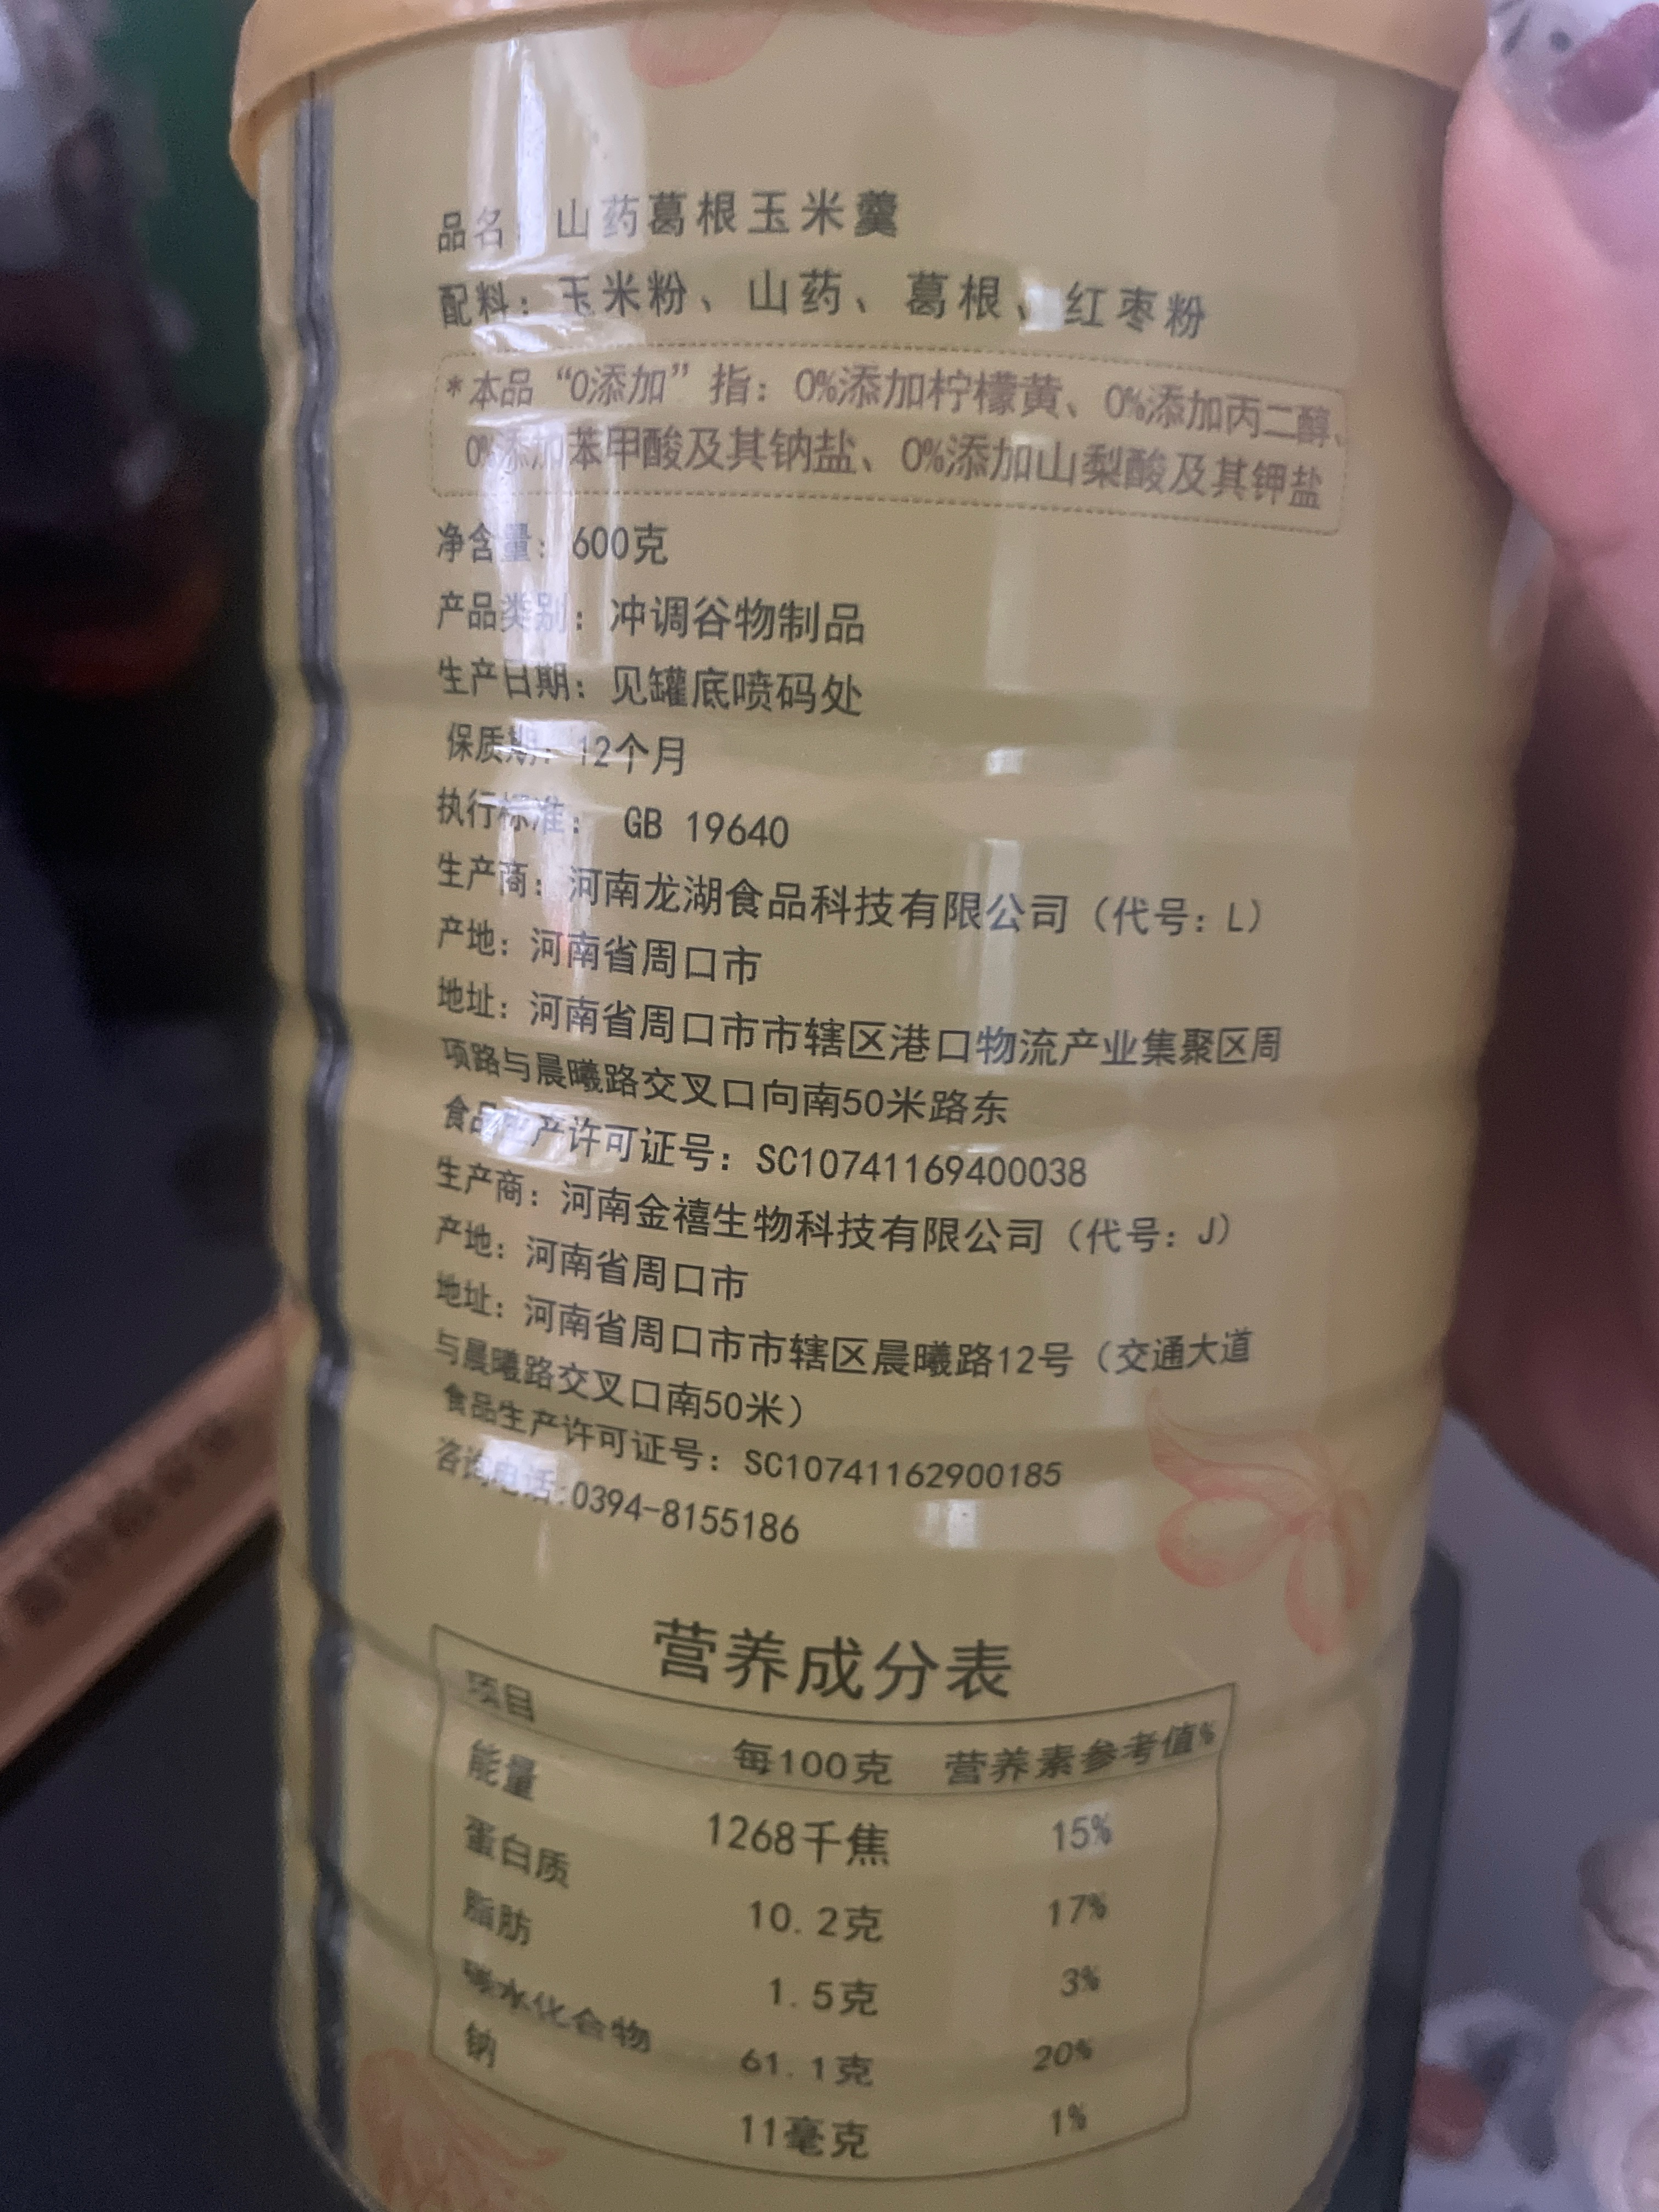 品名：山药葛根玉米羹
配料：玉米粉、山药、葛根、红枣粉
*本品“0添加”指：0%添加柠檬黄、0%添加丙二醇、
0%添加苯甲酸及其钠盐、0%添加山梨酸及其钾盐
净含量：600克
产品类别：冲调谷物制品
生产日期：见罐底喷码处
保质期：12个月
执行标准： GB 19640
生产商：河南龙湖食品科技有限公司（代号：L）
产地：河南省周口市
地址：河南省周口市市辖区港口物流产业集聚区周
项路与晨曦路交叉口向南50米路东
食品生产许可证号：SC10741169400038
生产商：河南金禧生物科技有限公司（代号：J）
产地：河南省周口市
地址：河南省周口市市辖区晨曦路12号（交通大道
与晨曦路交叉口南50米）
食品生产许可证号：SC10741162900185
咨询电话:0394-8155186
营养成分表
项目 每100克 营养素参考值%
能量 1268千焦 15%
蛋白质 10.2克 17%
脂肪 1.5克 3%
碳水化合物 61.1克 20%
钠 11毫克 1%